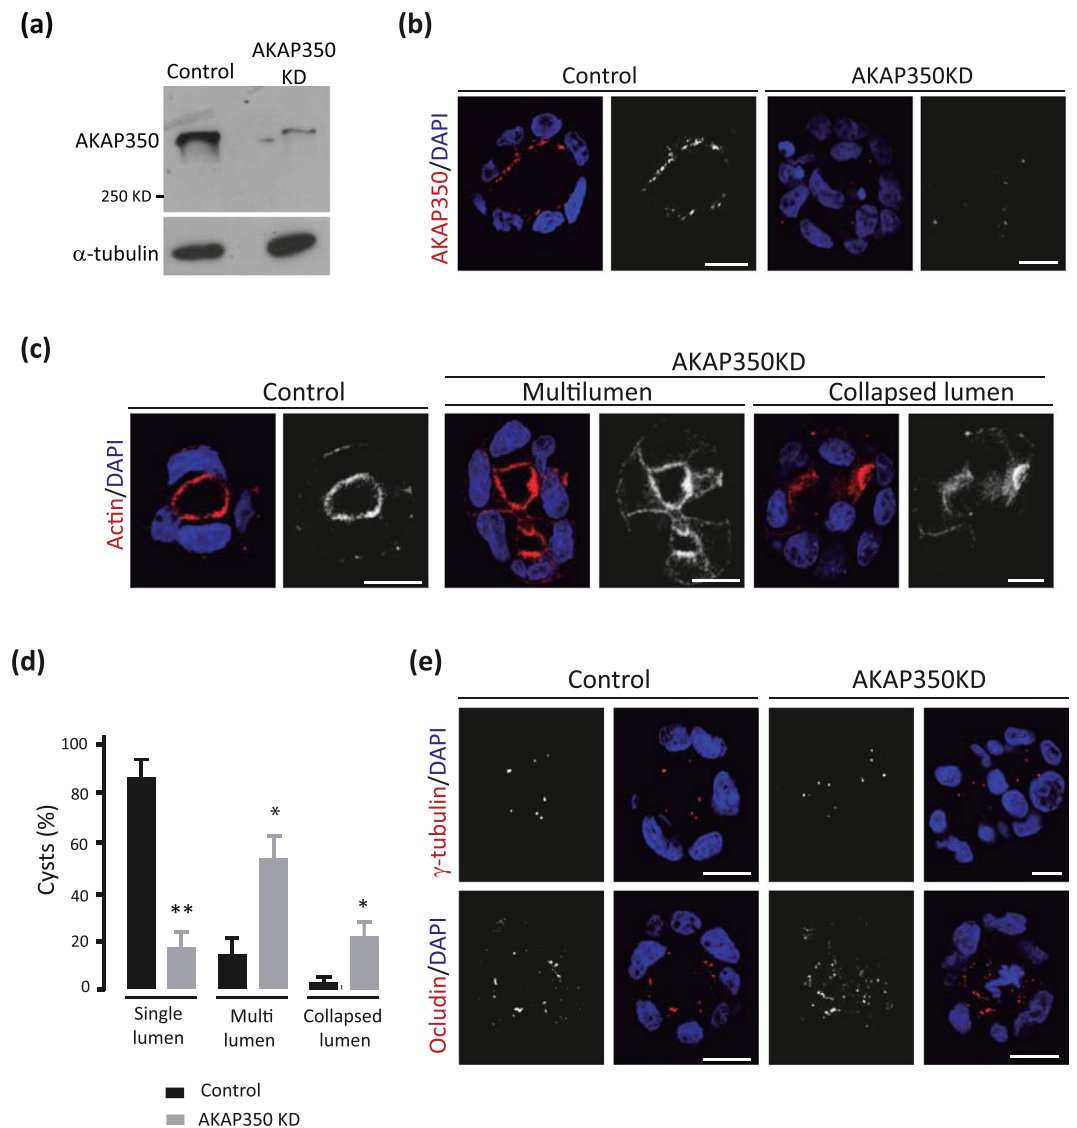 (a)
Control
AKAP350
KD
AKAP350
250 KD
α-tubulin
(b)
Control
AKAP350KD
AKAP350/DAPI
(c)
AKAP350KD
Control
Multilumen
Collapsed lumen
Actin/DAPI
(d)
Cysts (%)
100
80
60
40
20
0
**
*
*
Single
lumen
Multi
lumen
Collapsed
lumen
Control
AKAP350 KD
(e)
Control
AKAP350KD
γ-tubulin/DAPI
Ocludin/DAPI